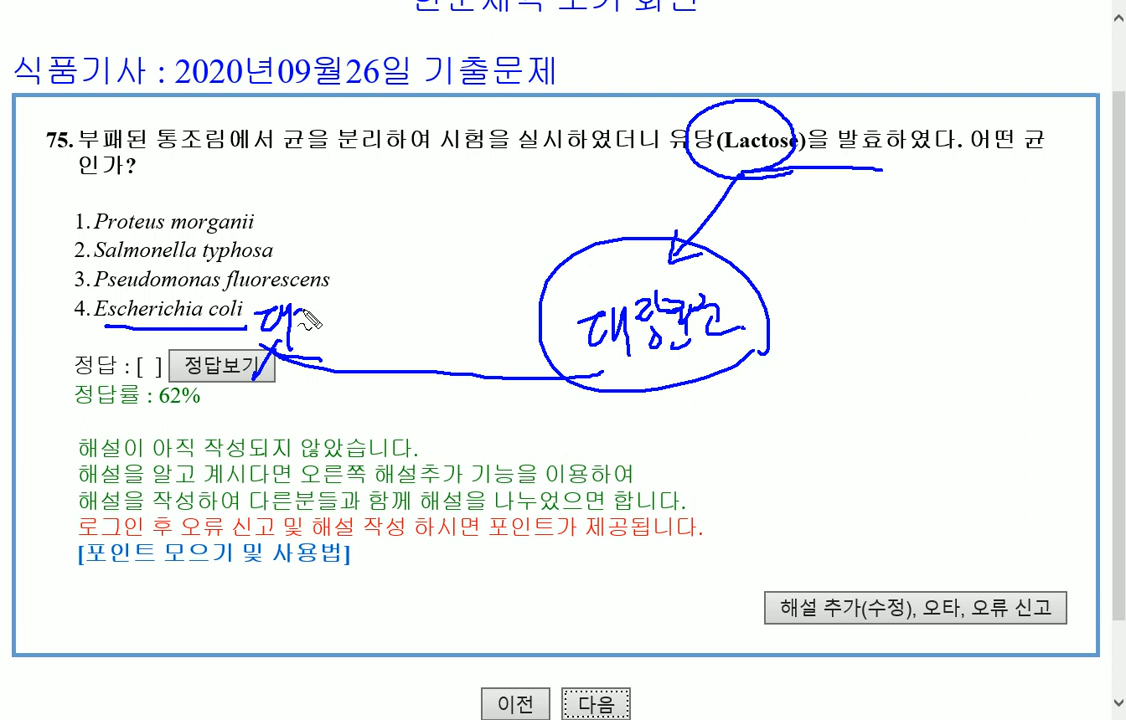 식품기사 : 2020년09월26일 기출문제
75. 부패된 통조림에서 균을 분리하여 시험을 실시하였더니 유당(Lactose)을 발효하였다. 어떤 균
인가?
1. Proteus morganii
2. Salmonella typhosa
3. Pseudomonas fluorescens
4. Escherichia coli 대
대장균군
정답 : [ ] 정답보기
정답률 : 62%
해설이 아직 작성되지 않았습니다.
해설을 알고 계시다면 오른쪽 해설추가 기능을 이용하여
해설을 작성하여 다른분들과 함께 해설을 나누었으면 합니다.
로그인 후 오류 신고 및 해설 작성 하시면 포인트가 제공됩니다.
[포인트 모으기 및 사용법]
해설 추가(수정), 오타, 오류 신고
이전 다음